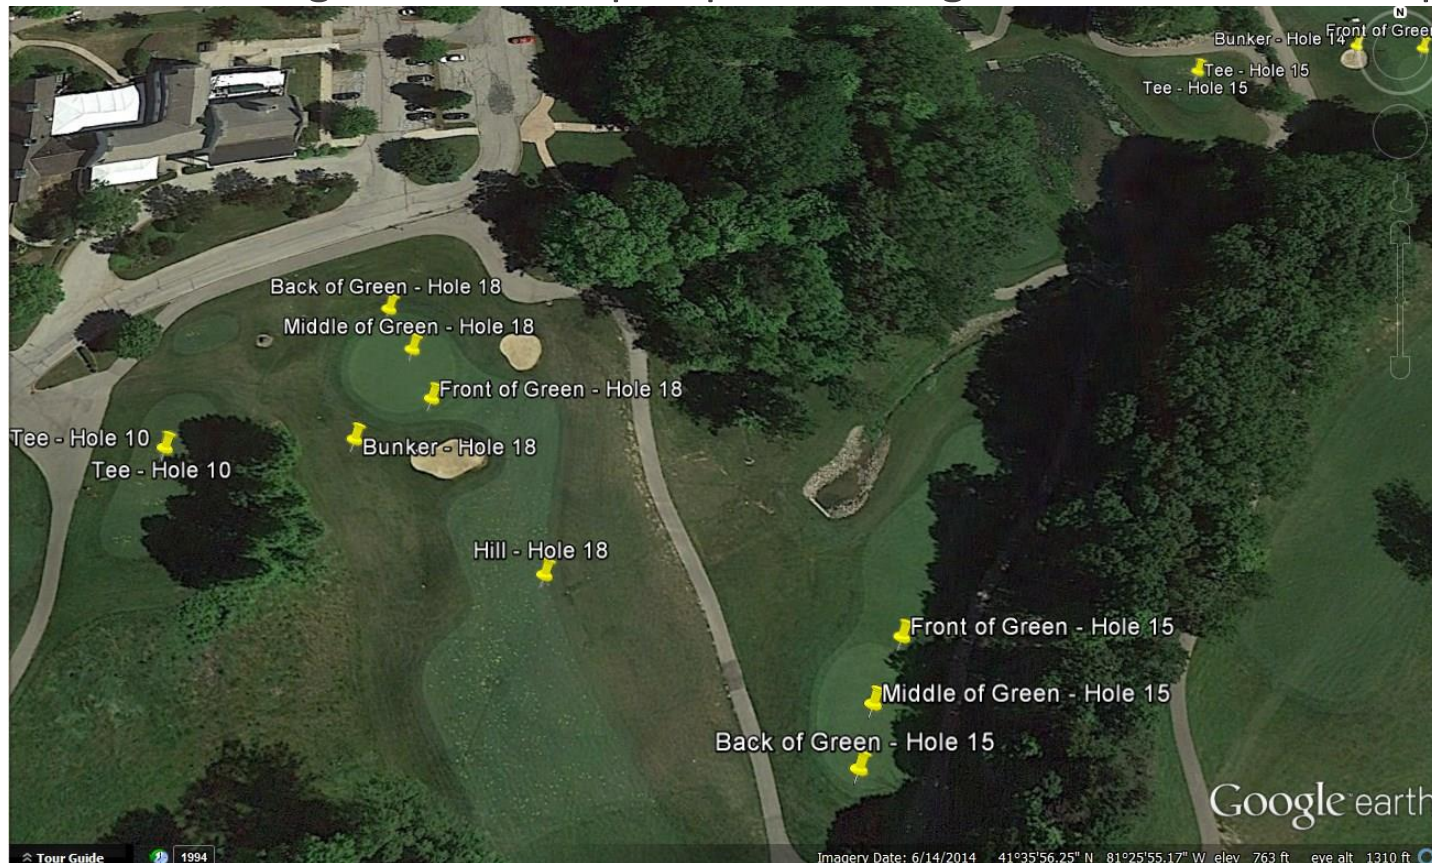 Bunker - Hole 14
Front of Green
Tee - Hole 15
Tee - Hole 15
Back of Green - Hole 18
Middle of Green - Hole 18
Front of Green - Hole 18
Tee - Hole 10
Bunker - Hole 18
Tee - Hole 10
Hill - Hole 18
Front of Green - Hole 15
Middle of Green - Hole 15
Back of Green - Hole 15
Google earth
Tour Guide 1994 Imagery Date: 6/14/2014 41°35'56.25" N 81°25'55.17" W elev 763 ft eye alt 1310 ft
N